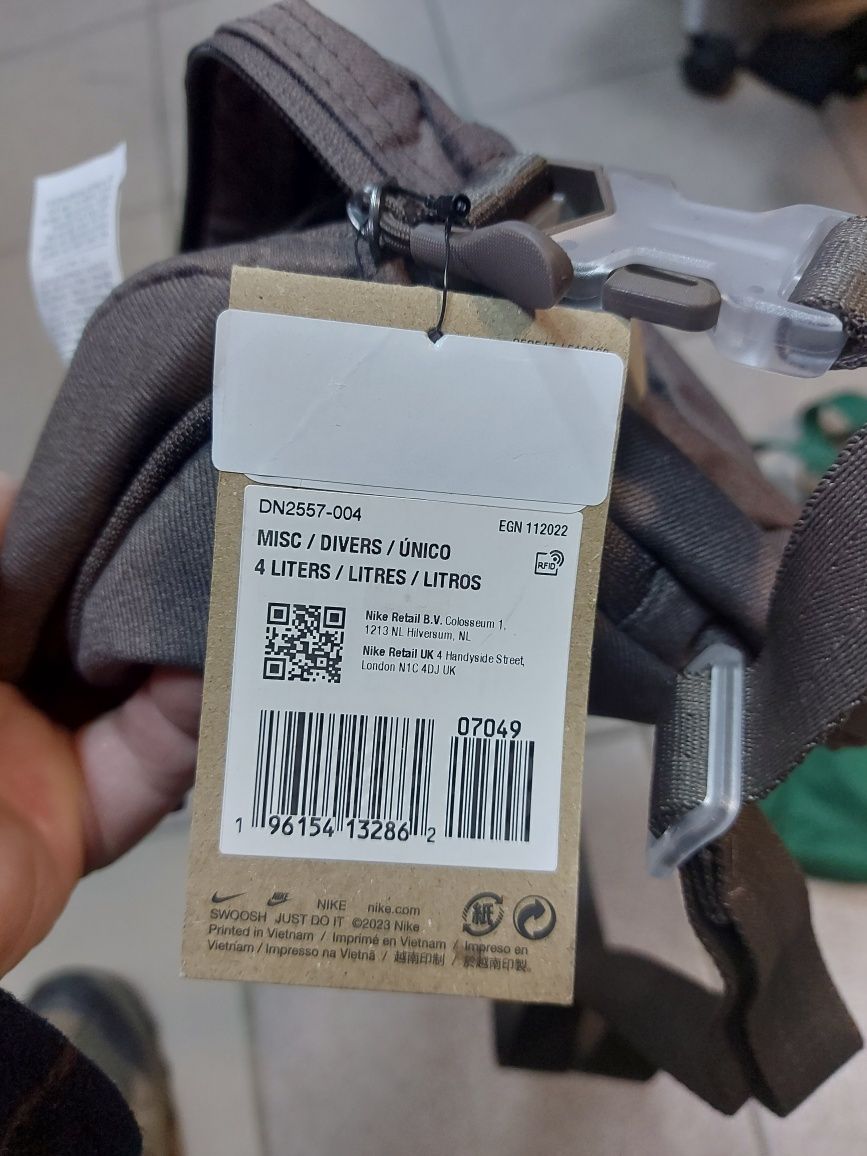 DN2557-004
EGN 112022
MISC / DIVERS / ÚNICO
4 LITERS / LITRES / LITROS
RFID
Nike Retail B.V. Colosseum 1,
1213 NL Hilversum, NL
Nike Retail UK 4 Handyside Street,
London N1C 4DJ UK
07049
1 96154 13286 2
NIKE NIKE nike.com
SWOOSH JUST DO IT ©2023 Nike
Printed in Vietnam / Imprimé en Vietnam / Impreso en
Vietnam / Impresso na Vietnã / 越南印制 / 於越南印製。
紙